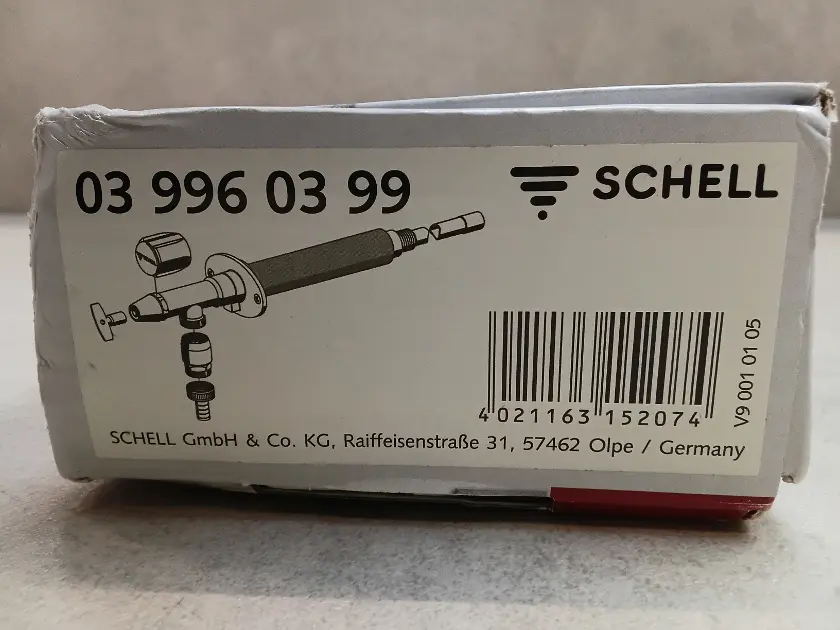 03 996 03 99
SCHELL
4 021163 152074
V9 001 01 05
SCHELL GmbH & Co. KG, Raiffeisenstraße 31, 57462 Olpe / Germany